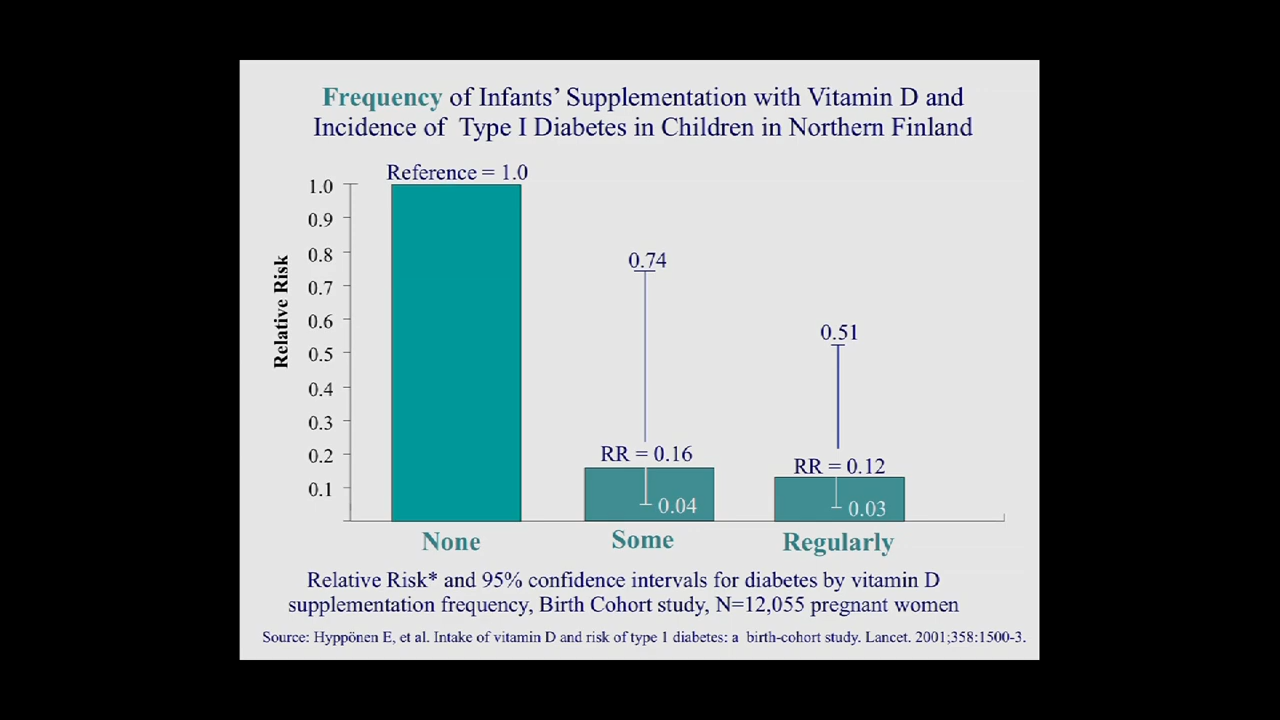 Frequency of Infants' Supplementation with Vitamin D and
Incidence of Type I Diabetes in Children in Northern Finland
Reference = 1.0
1.0
0.9
0.8
0.7
0.6
0.5
0.4
0.3
0.2
0.1
Relative Risk
0.74
0.51
RR = 0.16
RR = 0.12
0.04
0.03
None
Some
Regularly
Relative Risk* and 95% confidence intervals for diabetes by vitamin D
supplementation frequency, Birth Cohort study, N=12,055 pregnant women
Source: Hyppönen E, et al. Intake of vitamin D and risk of type 1 diabetes: a birth-cohort study. Lancet. 2001;358:1500-3.